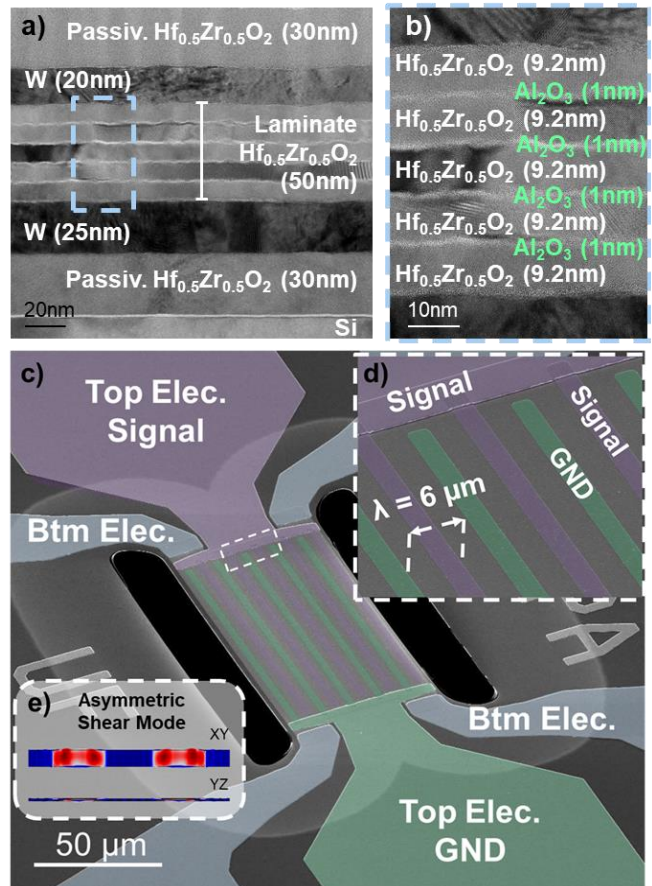 a)
Passiv. Hf₀.₅Zr₀.₅O₂ (30nm)
W (20nm)
Laminate
Hf₀.₅Zr₀.₅O₂
(50nm)
W (25nm)
Passiv. Hf₀.₅Zr₀.₅O₂ (30nm)
20nm
Si
b)
Hf₀.₅Zr₀.₅O₂ (9.2nm)
Al₂O₃ (1nm)
Hf₀.₅Zr₀.₅O₂ (9.2nm)
Al₂O₃ (1nm)
Hf₀.₅Zr₀.₅O₂ (9.2nm)
Al₂O₃ (1nm)
Hf₀.₅Zr₀.₅O₂ (9.2nm)
Al₂O₃ (1nm)
Hf₀.₅Zr₀.₅O₂ (9.2nm)
10nm
c)
Top Elec.
Signal
Btm Elec.
d)
Signal
Signal
GND
λ = 6 μm
A
e)
Asymmetric
Shear Mode
XY
YZ
Btm Elec.
Top Elec.
GND
50 μm